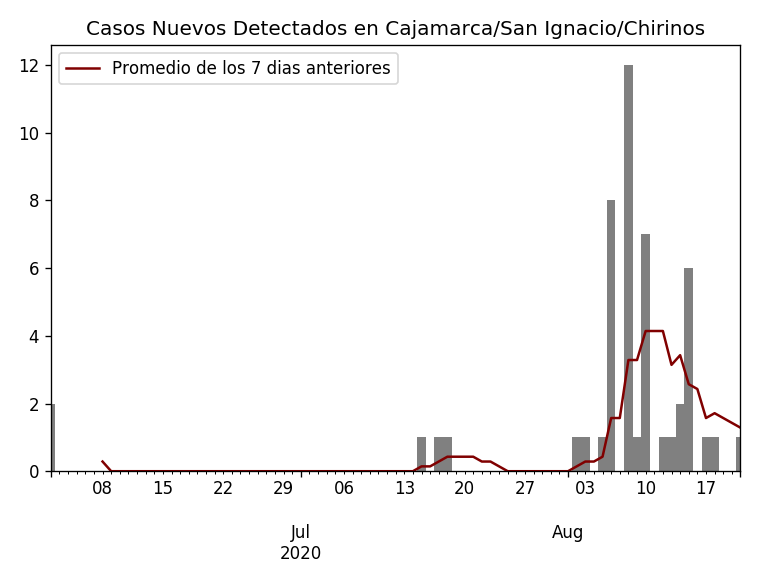 Casos Nuevos Detectados en Cajamarca/San Ignacio/Chirinos
Promedio de los 7 dias anteriores
12
10
8
6
4
2
0
08 15 22 29 06 13 20 27 03 10 17
Jul Aug
2020